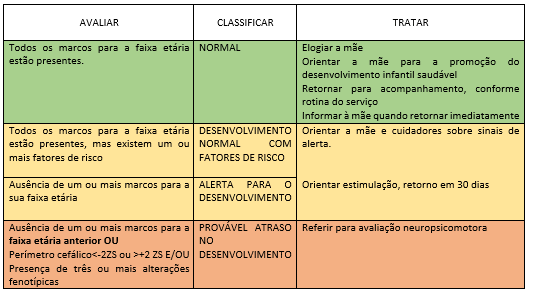 AVALIAR
CLASSIFICAR
TRATAR
Todos os marcos para a faixa etária
estão presentes.
NORMAL
Elogiar a mãe
Orientar a mãe para a promoção do
desenvolvimento infantil saudável
Retornar para acompanhamento, conforme
rotina do serviço
Informar à mãe quando retornar imediatamente
Todos os marcos para a faixa etária
estão presentes, mas existem um ou
mais fatores de risco
DESENVOLVIMENTO
NORMAL COM
FATORES DE RISCO
Orientar a mãe e cuidadores sobre sinais de
alerta.
Ausência de um ou mais marcos para a
sua faixa etária
ALERTA PARA O
DESENVOLVIMENTO
Orientar estimulação, retorno em 30 dias
Ausência de um ou mais marcos para a
faixa etária anterior OU
Perímetro cefálico<-2ZS ou >+2 ZS E/OU
Presença de três ou mais alterações
fenotípicas
PROVÁVEL ATRASO
NO
DESENVOLVIMENTO
Referir para avaliação neuropsicomotora